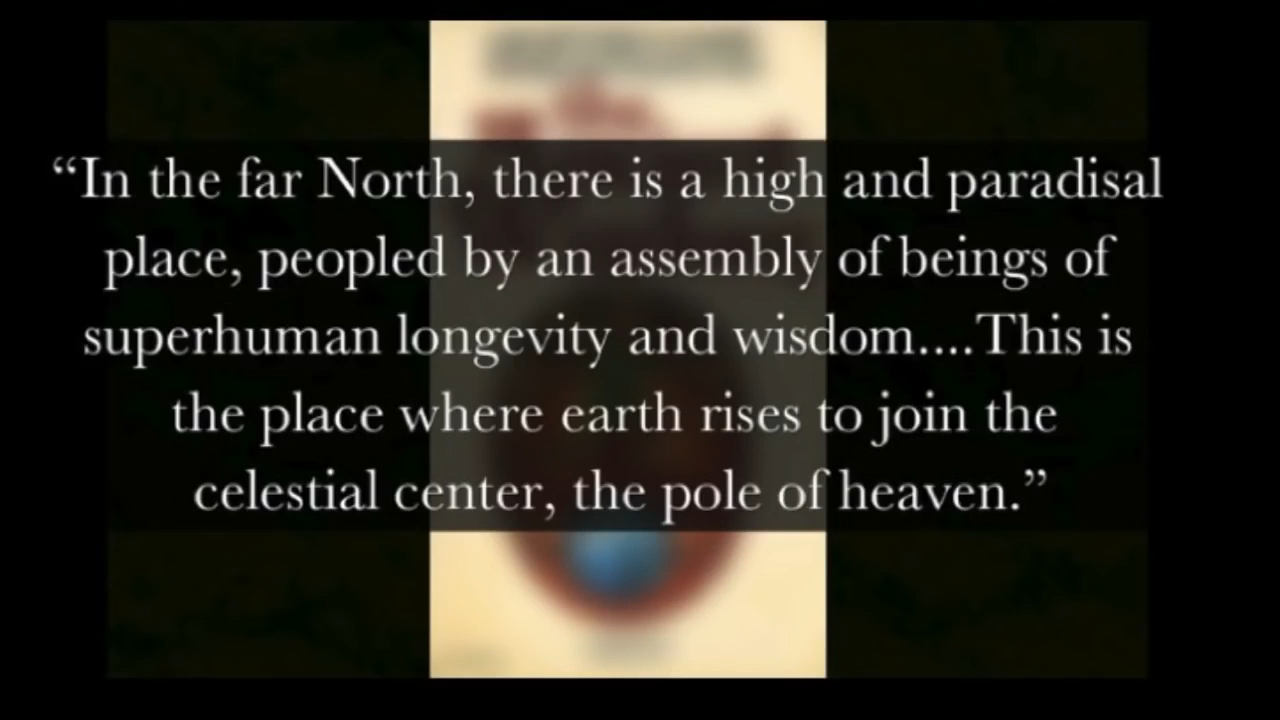 “In the far North, there is a high and paradisal
place, peopled by an assembly of beings of
superhuman longevity and wisdom....This is
the place where earth rises to join the
celestial center, the pole of heaven.”